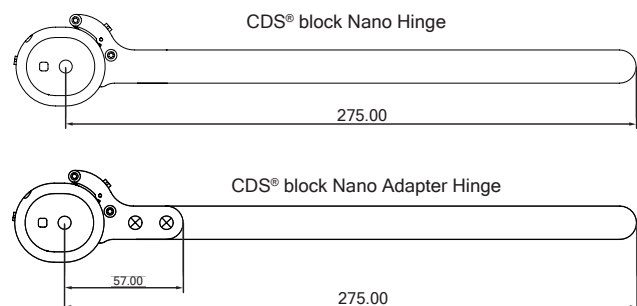 CDS® block Nano Hinge
275.00
CDS® block Nano Adapter Hinge
57.00
275.00